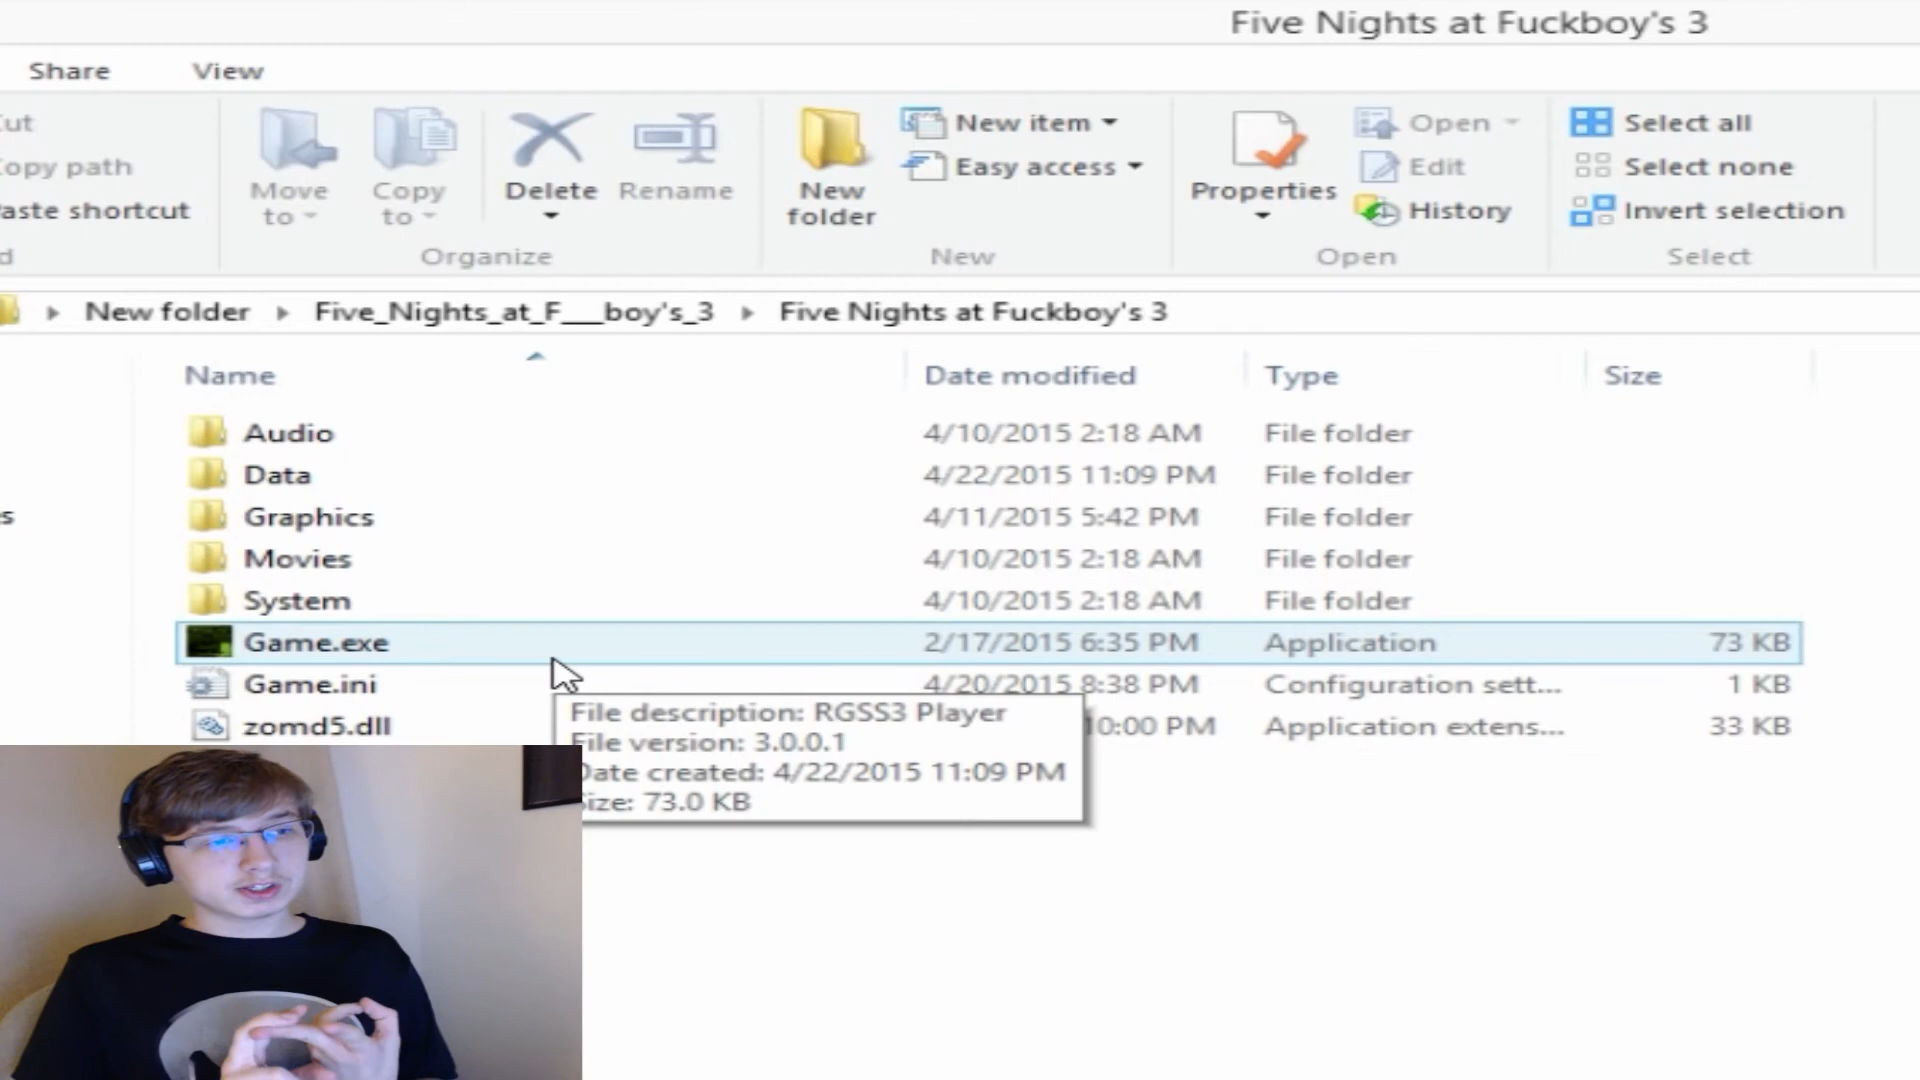 Five Nights at Fuckboy's 3
Share View
ut
opy path
aste shortcut
Move to
Copy to
Delete
Rename
Organize
New folder
New item
Easy access
New
Properties
Open
Edit
History
Open
Select all
Select none
Invert selection
Select
New folder Five_Nights_at_F___boy's_3 Five Nights at Fuckboy's 3
Name Date modified Type Size
Audio 4/10/2015 2:18 AM File folder
Data 4/22/2015 11:09 PM File folder
Graphics 4/11/2015 5:42 PM File folder
Movies 4/10/2015 2:18 AM File folder
System 4/10/2015 2:18 AM File folder
Game.exe 2/17/2015 6:35 PM Application 73 KB
Game.ini 4/20/2015 8:38 PM Configuration sett... 1 KB
zomd5.dll 10:00 PM Application extens... 33 KB
File description: RGSS3 Player
File version: 3.0.0.1
Date created: 4/22/2015 11:09 PM
Size: 73.0 KB